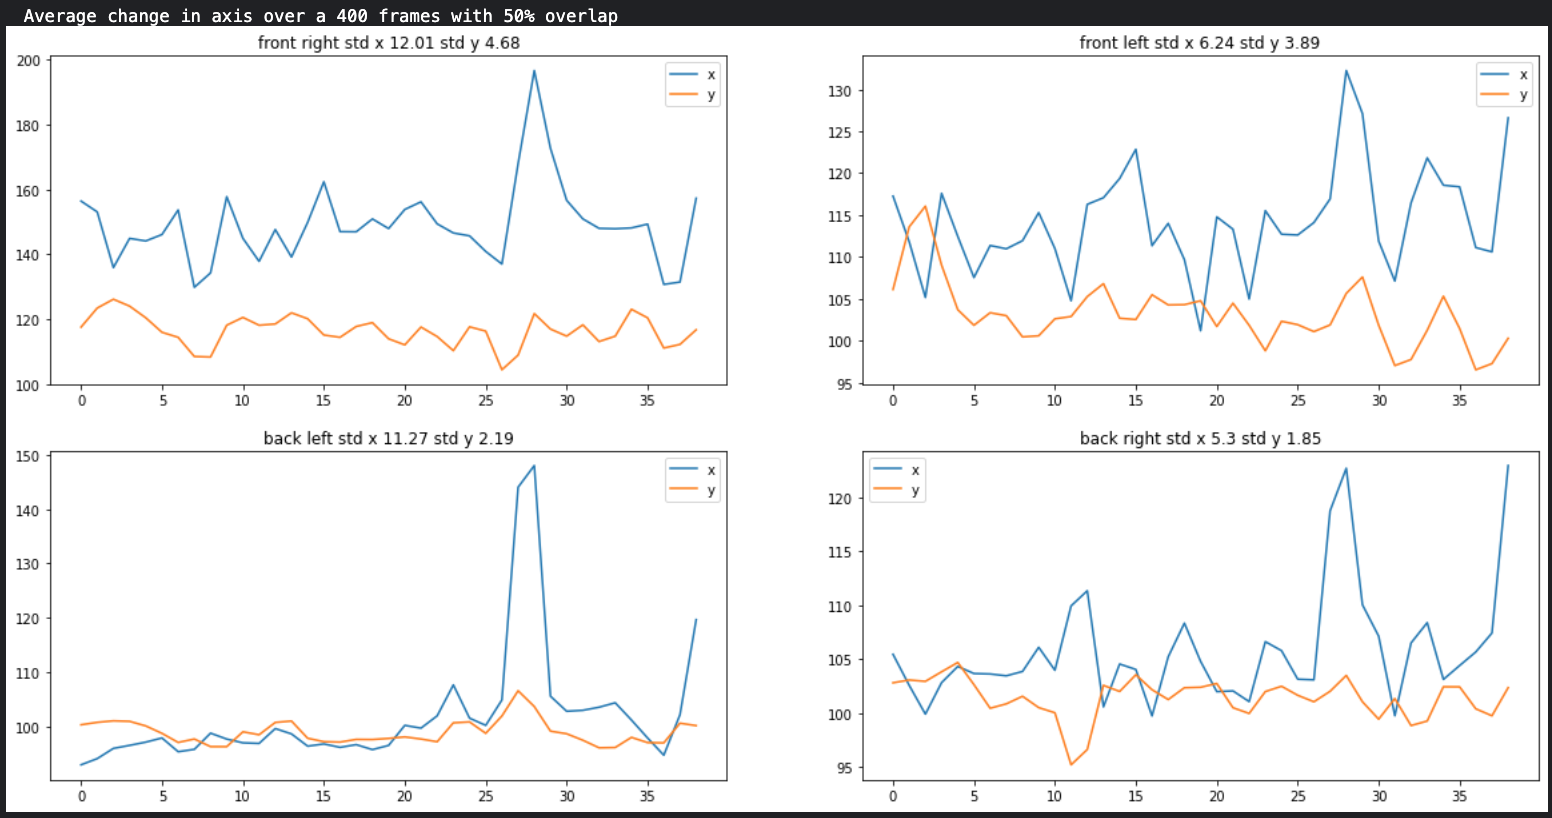 Average change in axis over a 400 frames with 50% overlap
front right std x 12.01 std y 4.68
200
180
160
140
120
100
x
y
0 5 10 15 20 25 30 35
front left std x 6.24 std y 3.89
130
125
120
115
110
105
100
95
x
y
0 5 10 15 20 25 30 35
back left std x 11.27 std y 2.19
150
140
130
120
110
100
x
y
0 5 10 15 20 25 30 35
back right std x 5.3 std y 1.85
120
115
110
105
100
95
x
y
0 5 10 15 20 25 30 35